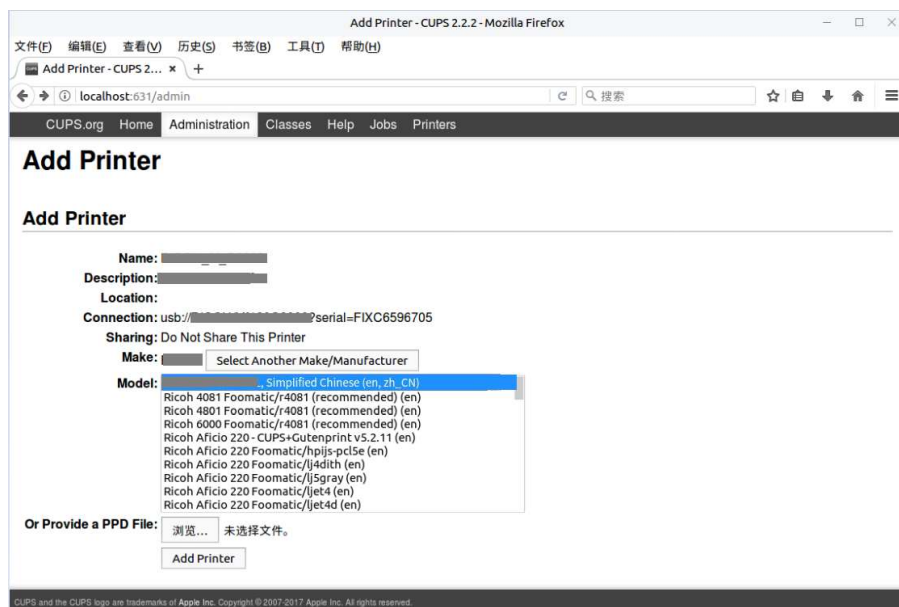 Add Printer - CUPS 2.2.2 - Mozilla Firefox
文件(F) 编辑(E) 查看(V) 历史(S) 书签(B) 工具(T) 帮助(H)
Add Printer - CUPS 2... × +
localhost:631/admin 搜索
CUPS.org Home Administration Classes Help Jobs Printers
Add Printer
Add Printer
Name:
Description:
Location:
Connection: usb:// ?serial=FIXC6596705
Sharing: Do Not Share This Printer
Make: Select Another Make/Manufacturer
Model: , Simplified Chinese (en, zh_CN)
Ricoh 4081 Foomatic/r4081 (recommended) (en)
Ricoh 4801 Foomatic/r4081 (recommended) (en)
Ricoh 6000 Foomatic/r4081 (recommended) (en)
Ricoh Aficio 220 - CUPS+Gutenprint v5.2.11 (en)
Ricoh Aficio 220 Foomatic/hpijs-pcl5e (en)
Ricoh Aficio 220 Foomatic/lj4dith (en)
Ricoh Aficio 220 Foomatic/lj5gray (en)
Ricoh Aficio 220 Foomatic/ljet4 (en)
Ricoh Aficio 220 Foomatic/ljet4d (en)
Or Provide a PPD File: 浏览... 未选择文件。
Add Printer
CUPS and the CUPS logo are trademarks of Apple Inc. Copyright © 2007-2017 Apple Inc. All rights reserved.